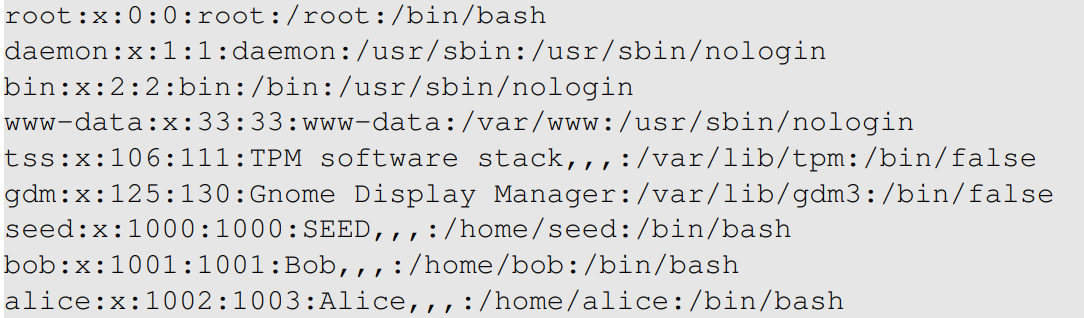 root:x:0:0:root:/root:/bin/bash
daemon:x:1:1:daemon:/usr/sbin:/usr/sbin/nologin
bin:x:2:2:bin:/bin:/usr/sbin/nologin
www-data:x:33:33:www-data:/var/www:/usr/sbin/nologin
tss:x:106:111:TPM software stack,,,:/var/lib/tpm:/bin/false
gdm:x:125:130:Gnome Display Manager:/var/lib/gdm3:/bin/false
seed:x:1000:1000:SEED,,,:/home/seed:/bin/bash
bob:x:1001:1001:Bob,,,:/home/bob:/bin/bash
alice:x:1002:1003:Alice,,,:/home/alice:/bin/bash